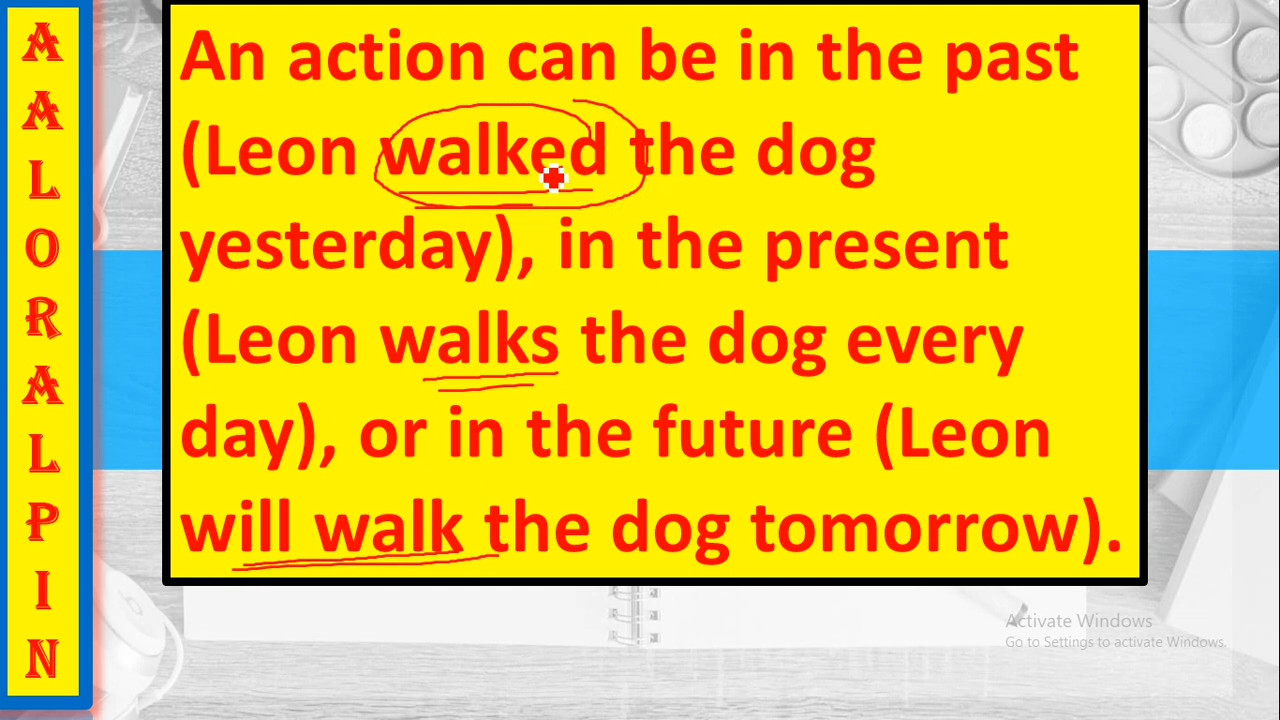 A
A
L
O
R
A
L
P
I
N
An action can be in the past
(Leon walked the dog
yesterday), in the present
(Leon walks the dog every
day), or in the future (Leon
will walk the dog tomorrow).
Activate Windows
Go to Settings to activate Windows.